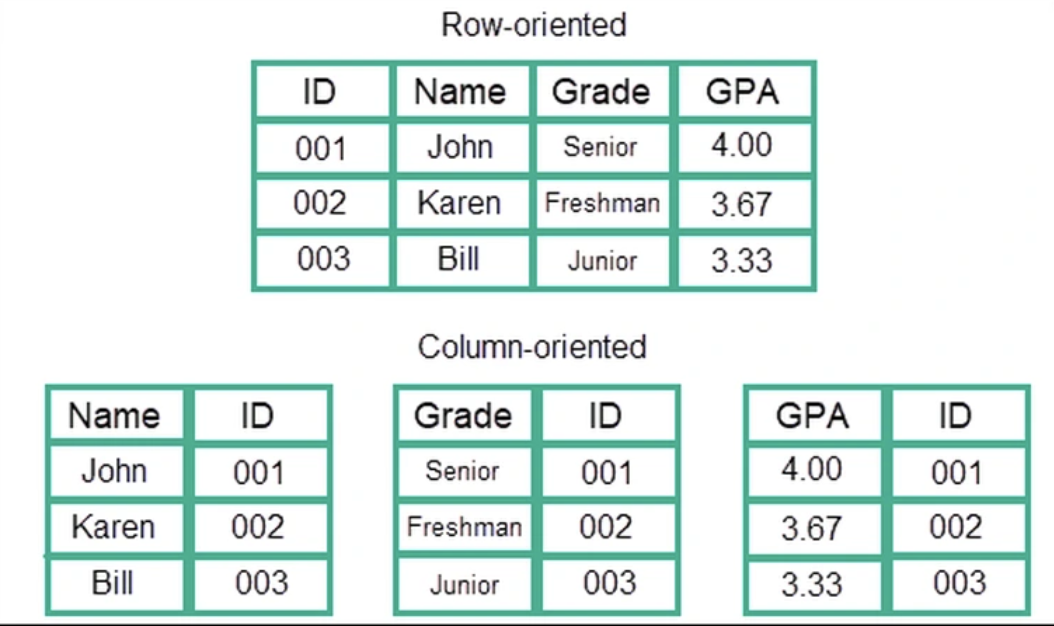 Row-oriented
ID Name Grade GPA
001 John Senior 4.00
002 Karen Freshman 3.67
003 Bill Junior 3.33
Column-oriented
Name ID
John 001
Karen 002
Bill 003
Grade ID
Senior 001
Freshman 002
Junior 003
GPA ID
4.00 001
3.67 002
3.33 003